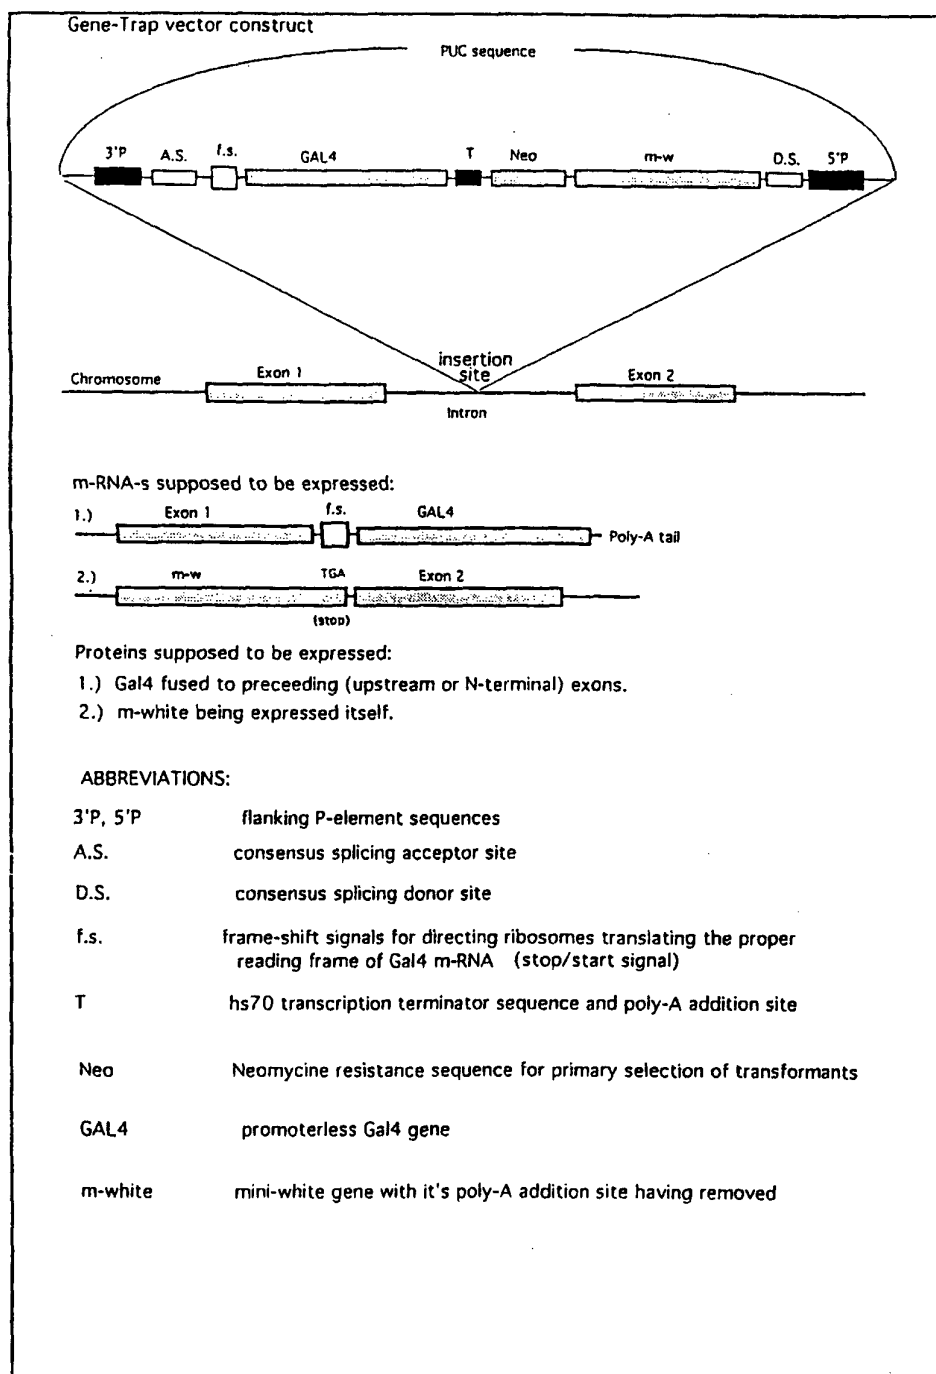 Gene-Trap vector construct
PUC sequence
3'P A.S. f.s. GAL4 T Neo m-w D.S. 5'P
insertion
site
Chromosome Exon 1 Exon 2
Intron
m-RNA-s supposed to be expressed:
1.) Exon 1 f.s. GAL4 Poly-A tail
2.) m-w TGA Exon 2
(stop)
Proteins supposed to be expressed:
1.) Gal4 fused to preceeding (upstream or N-terminal) exons.
2.) m-white being expressed itself.
ABBREVIATIONS:
3'P, 5'P flanking P-element sequences
A.S. consensus splicing acceptor site
D.S. consensus splicing donor site
f.s. frame-shift signals for directing ribosomes translating the proper
reading frame of Gal4 m-RNA (stop/start signal)
T hs70 transcription terminator sequence and poly-A addition site
Neo Neomycine resistance sequence for primary selection of transformants
GAL4 promoterless Gal4 gene
m-white mini-white gene with it's poly-A addition site having removed